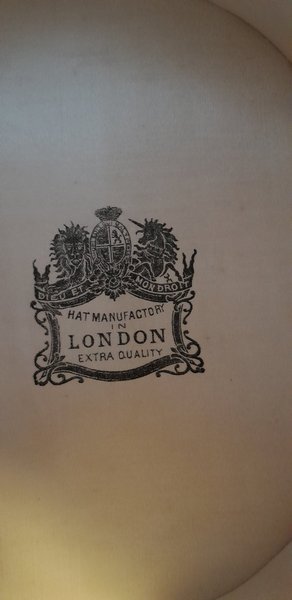 DIEU ET MON DROIT
HAT MANUFACTORY
IN
LONDON
EXTRA QUALITY